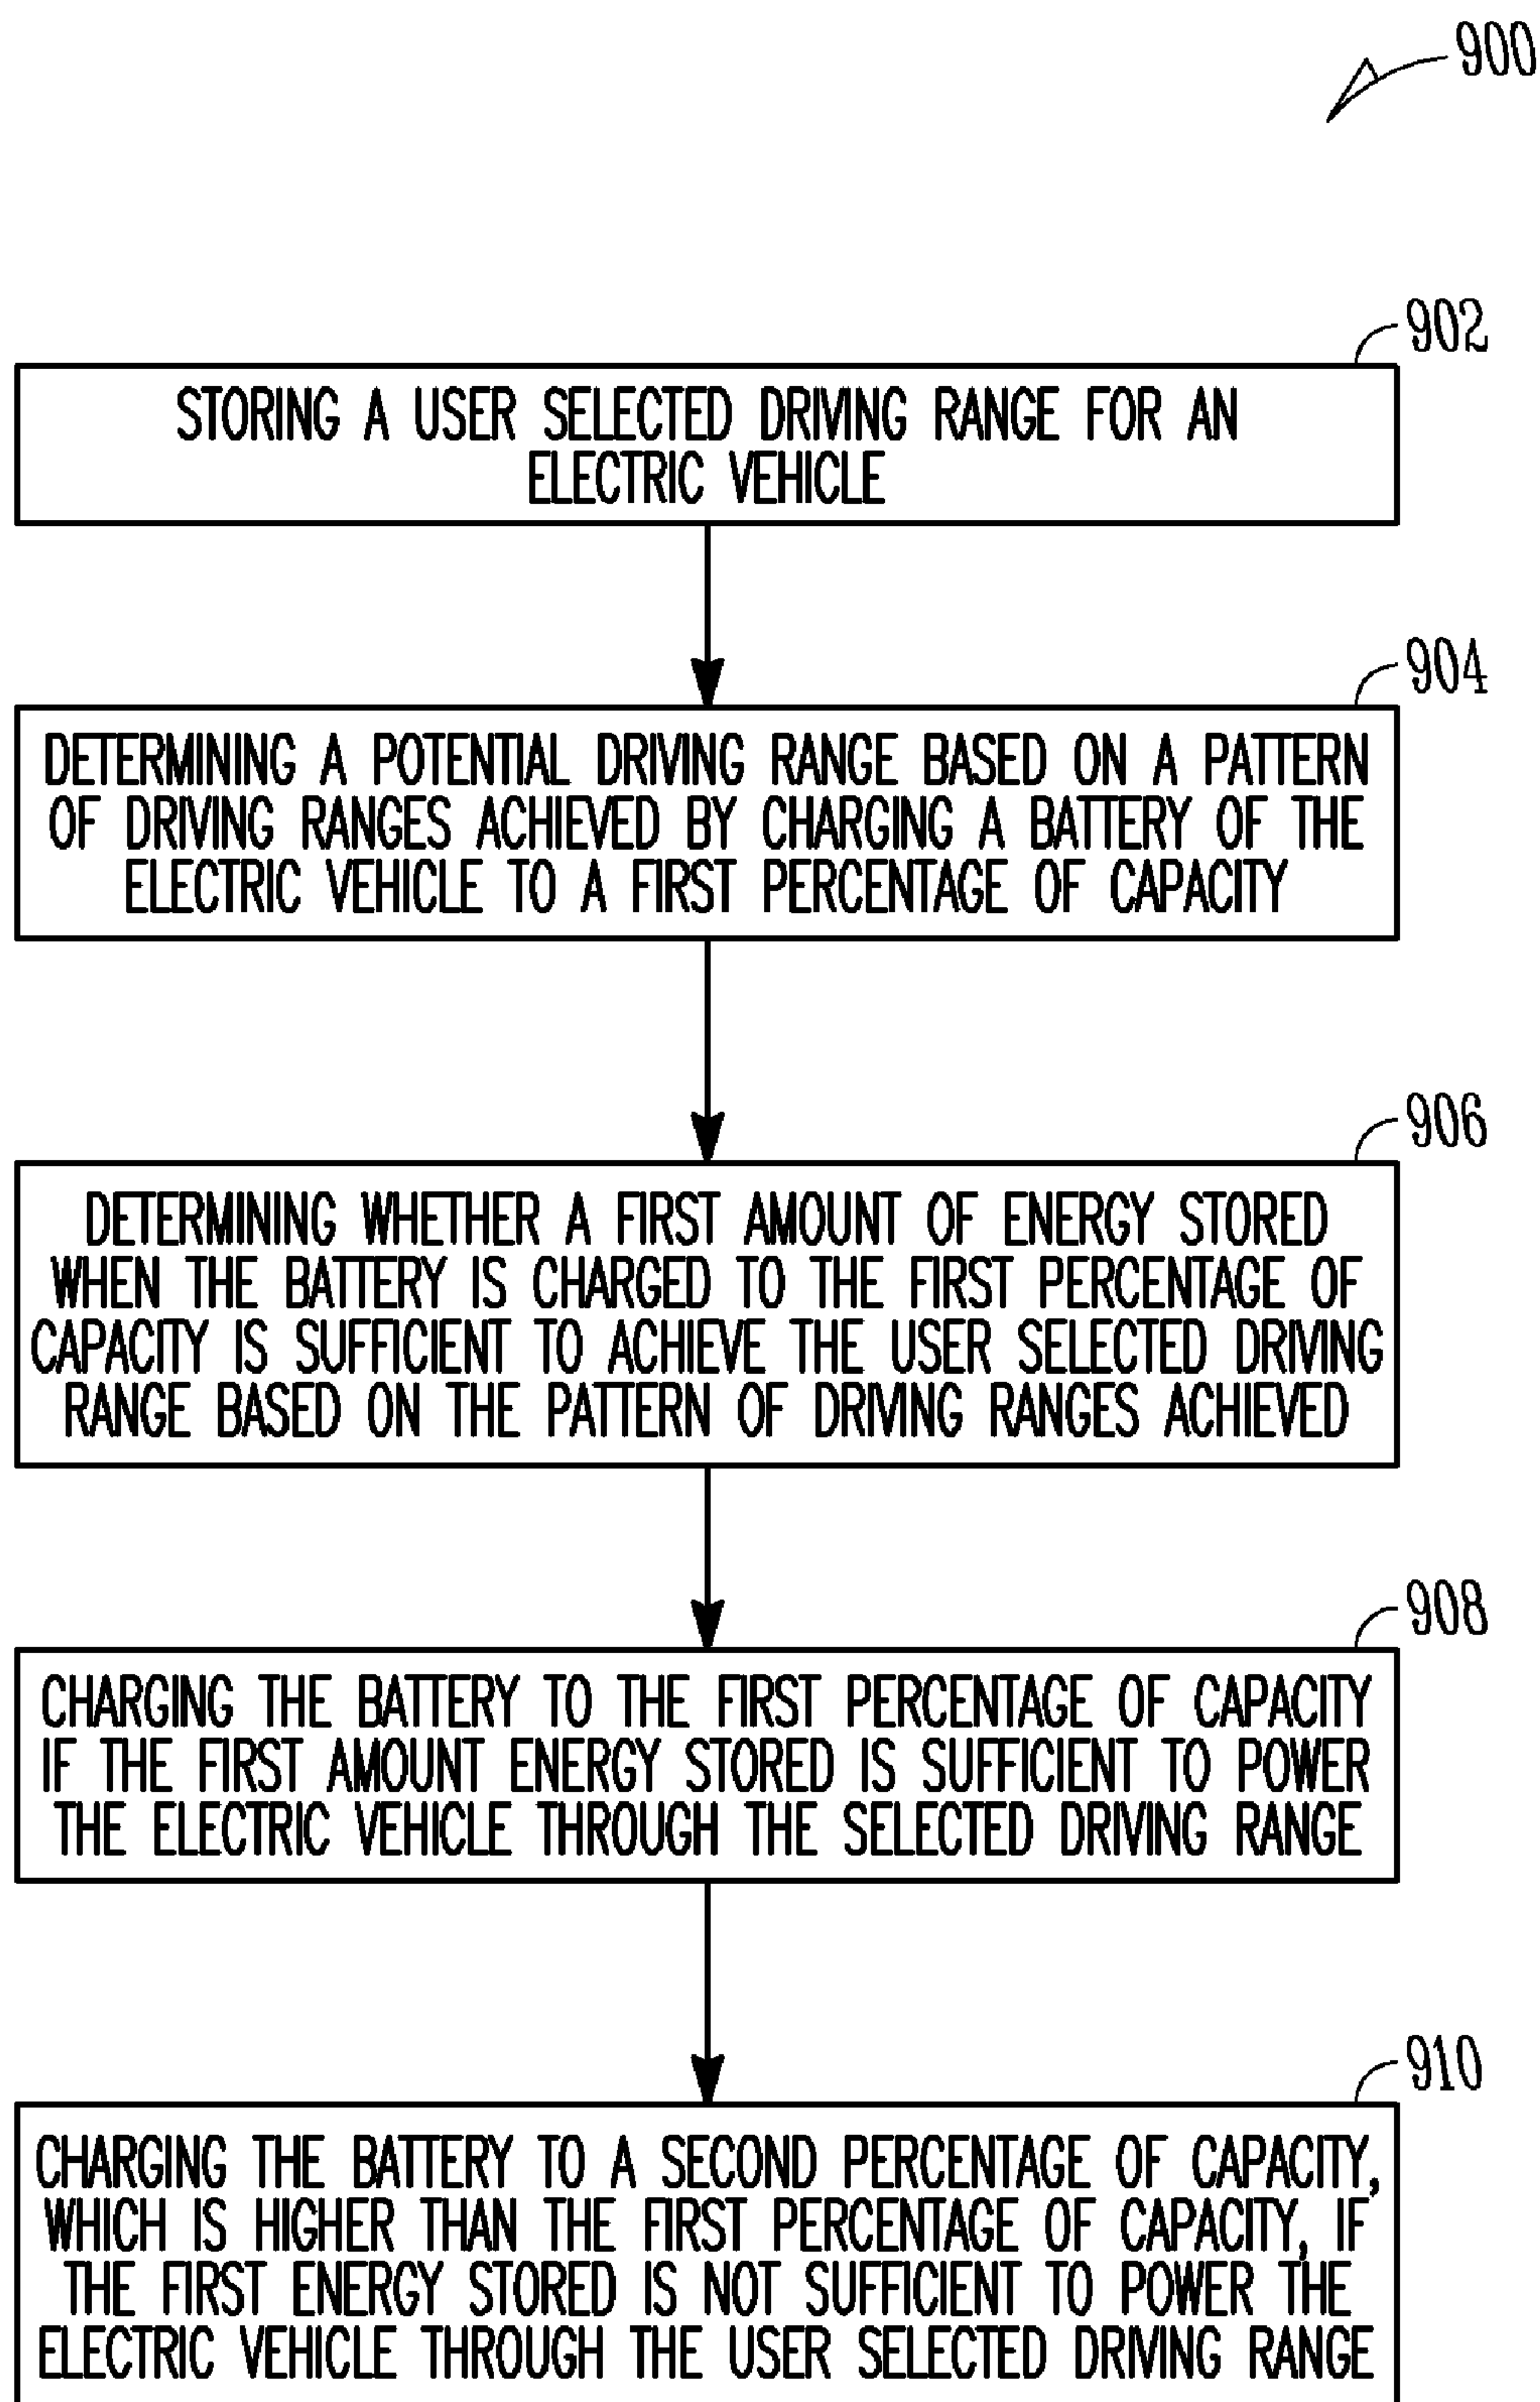 900
902
STORING A USER SELECTED DRIVING RANGE FOR AN
ELECTRIC VEHICLE
904
DETERMINING A POTENTIAL DRIVING RANGE BASED ON A PATTERN
OF DRIVING RANGES ACHIEVED BY CHARGING A BATTERY OF THE
ELECTRIC VEHICLE TO A FIRST PERCENTAGE OF CAPACITY
906
DETERMINING WHETHER A FIRST AMOUNT OF ENERGY STORED
WHEN THE BATTERY IS CHARGED TO THE FIRST PERCENTAGE OF
CAPACITY IS SUFFICIENT TO ACHIEVE THE USER SELECTED DRIVING
RANGE BASED ON THE PATTERN OF DRIVING RANGES ACHIEVED
908
CHARGING THE BATTERY TO THE FIRST PERCENTAGE OF CAPACITY
IF THE FIRST AMOUNT ENERGY STORED IS SUFFICIENT TO POWER
THE ELECTRIC VEHICLE THROUGH THE SELECTED DRIVING RANGE
910
CHARGING THE BATTERY TO A SECOND PERCENTAGE OF CAPACITY,
WHICH IS HIGHER THAN THE FIRST PERCENTAGE OF CAPACITY, IF
THE FIRST ENERGY STORED IS NOT SUFFICIENT TO POWER THE
ELECTRIC VEHICLE THROUGH THE USER SELECTED DRIVING RANGE